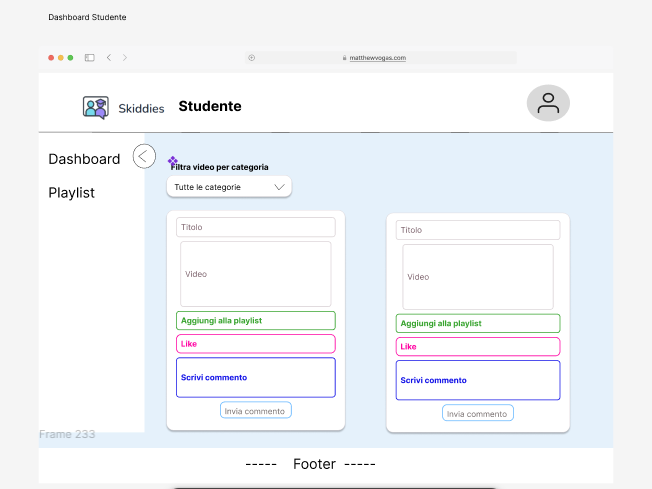 Dashboard Studente
matthewvogas.com
Skiddies
Studente
Dashboard
Playlist
Filtra video per categoria
Tutte le categorie
Titolo
Video
Aggiungi alla playlist
Like
Scrivi commento
Invia commento
Titolo
Video
Aggiungi alla playlist
Like
Scrivi commento
Invia commento
Frame 233
----- Footer -----